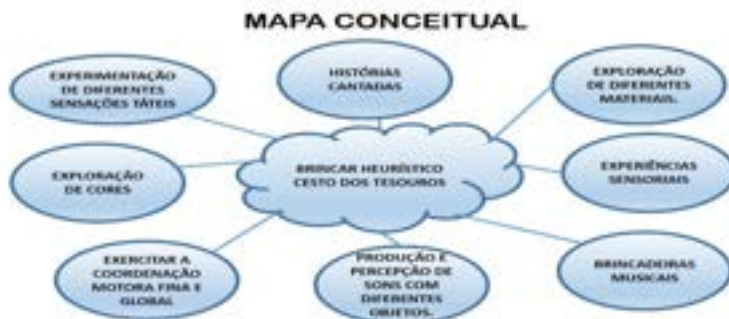 MAPA CONCEITUAL
EXPERIMENTAÇÃO
DE DIFERENTES
SENSAÇÕES TÁTEIS
HISTÓRIAS
CANTADAS
EXPLORAÇÃO
DE DIFERENTES
MATERIAIS.
EXPLORAÇÃO
DE CORES
BRINCAR HEURÍSTICO
CESTO DOS TESOUROS
EXPERIÊNCIAS
SENSORIAIS
EXERCITAR A
COORDENAÇÃO
MOTORA FINA E
GLOBAL
PRODUÇÃO E
PERCEPÇÃO DE
SONS COM
DIFERENTES
OBJETOS.
BRINCADEIRAS
MUSICAIS